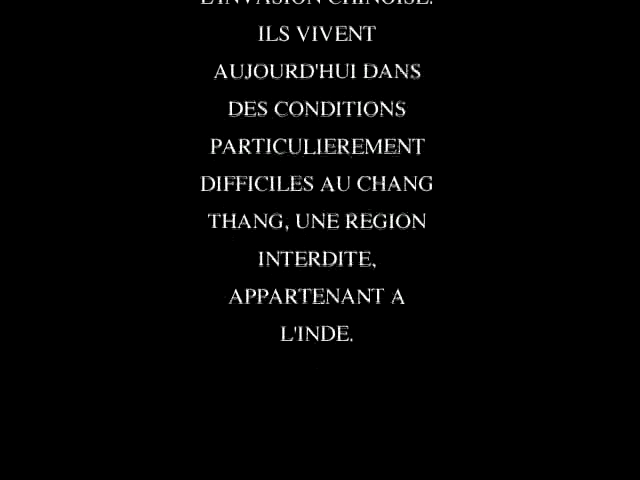 L'INVASION CHINOISE.
ILS VIVENT
AUJOURD'HUI DANS
DES CONDITIONS
PARTICULIEREMENT
DIFFICILES AU CHANG
THANG, UNE REGION
INTERDITE,
APPARTENANT A
L'INDE.